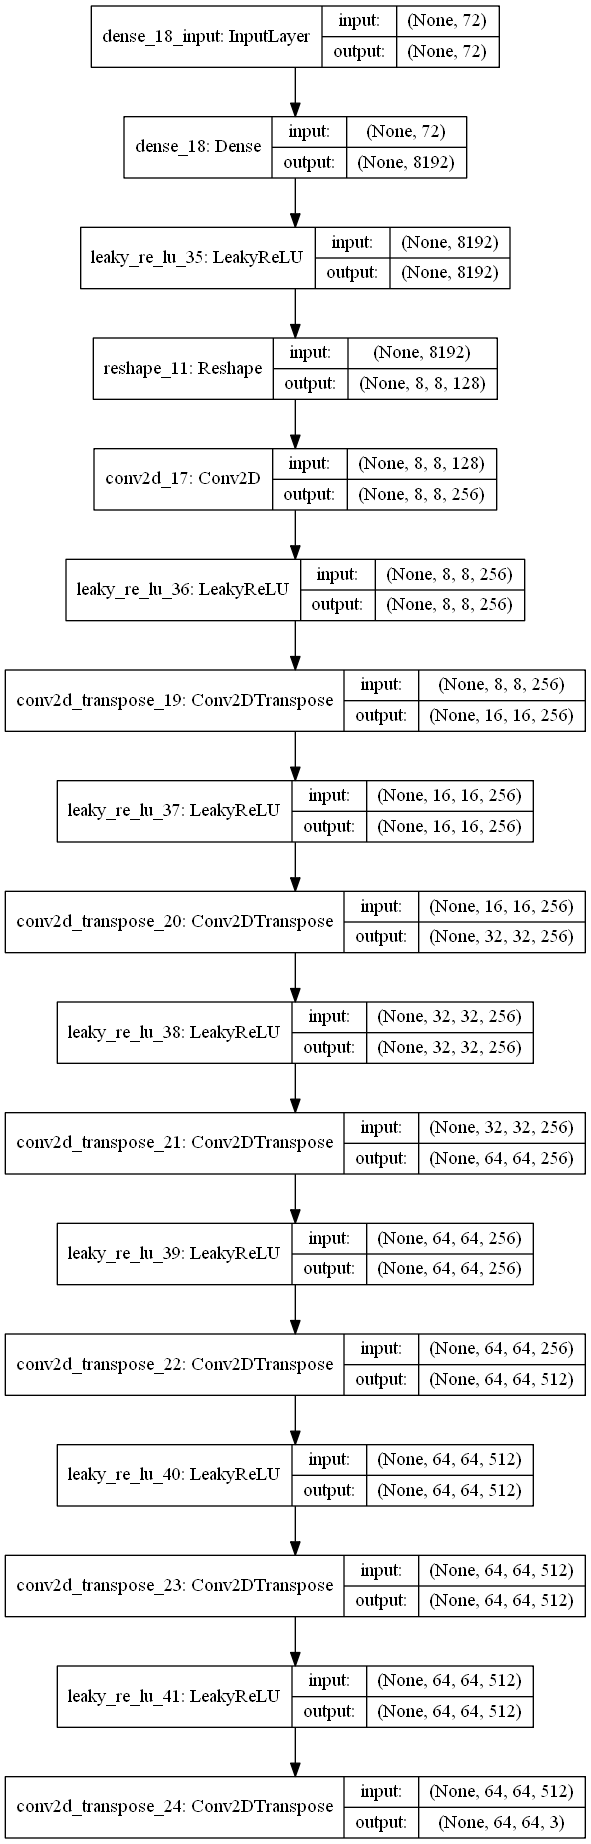 dense_18_input: InputLayer
input: (None, 72)
output: (None, 72)
dense_18: Dense
input: (None, 72)
output: (None, 8192)
leaky_re_lu_35: LeakyReLU
input: (None, 8192)
output: (None, 8192)
reshape_11: Reshape
input: (None, 8192)
output: (None, 8, 8, 128)
conv2d_17: Conv2D
input: (None, 8, 8, 128)
output: (None, 8, 8, 256)
leaky_re_lu_36: LeakyReLU
input: (None, 8, 8, 256)
output: (None, 8, 8, 256)
conv2d_transpose_19: Conv2DTranspose
input: (None, 8, 8, 256)
output: (None, 16, 16, 256)
leaky_re_lu_37: LeakyReLU
input: (None, 16, 16, 256)
output: (None, 16, 16, 256)
conv2d_transpose_20: Conv2DTranspose
input: (None, 16, 16, 256)
output: (None, 32, 32, 256)
leaky_re_lu_38: LeakyReLU
input: (None, 32, 32, 256)
output: (None, 32, 32, 256)
conv2d_transpose_21: Conv2DTranspose
input: (None, 32, 32, 256)
output: (None, 64, 64, 256)
leaky_re_lu_39: LeakyReLU
input: (None, 64, 64, 256)
output: (None, 64, 64, 256)
conv2d_transpose_22: Conv2DTranspose
input: (None, 64, 64, 256)
output: (None, 64, 64, 512)
leaky_re_lu_40: LeakyReLU
input: (None, 64, 64, 512)
output: (None, 64, 64, 512)
conv2d_transpose_23: Conv2DTranspose
input: (None, 64, 64, 512)
output: (None, 64, 64, 512)
leaky_re_lu_41: LeakyReLU
input: (None, 64, 64, 512)
output: (None, 64, 64, 512)
conv2d_transpose_24: Conv2DTranspose
input: (None, 64, 64, 512)
output: (None, 64, 64, 3)